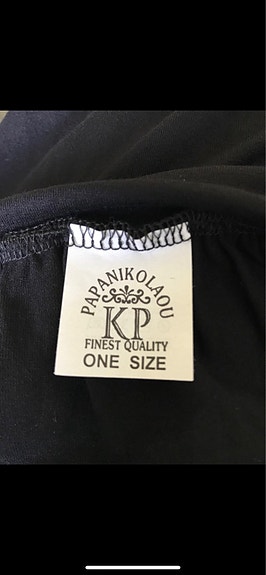 PAPANIKOLAOU
KP
FINEST QUALITY
ONE SIZE